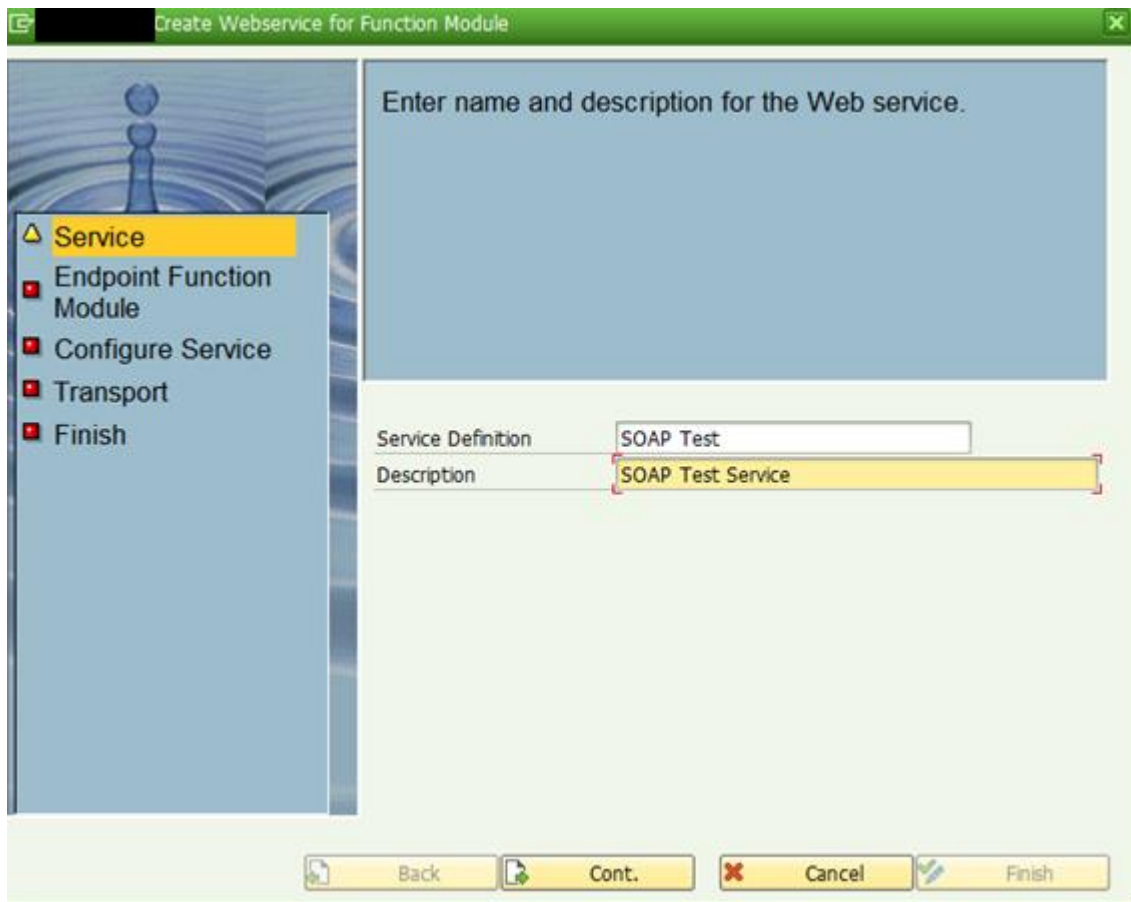 Create Webservice for Function Module
Enter name and description for the Web service.
Service
Endpoint Function
Module
Configure Service
Transport
Finish
Service Definition SOAP Test
Description SOAP Test Service
Back Cont. Cancel Finish